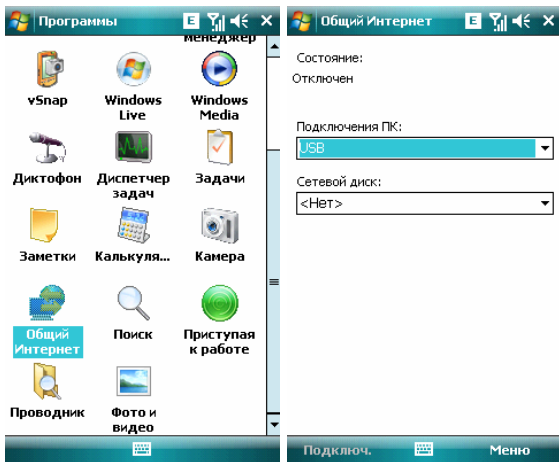 Программы
E
менеджер
vSnap
Windows Live
Windows Media
Диктофон
Диспетчер задач
Задачи
Заметки
Калькуля...
Камера
Общий Интернет
Поиск
Приступая к работе
Проводник
Фото и видео
Общий Интернет
E
Состояние:
Отключен
Подключения ПК:
USB
Сетевой диск:
<Нет>
Подключ.
Меню